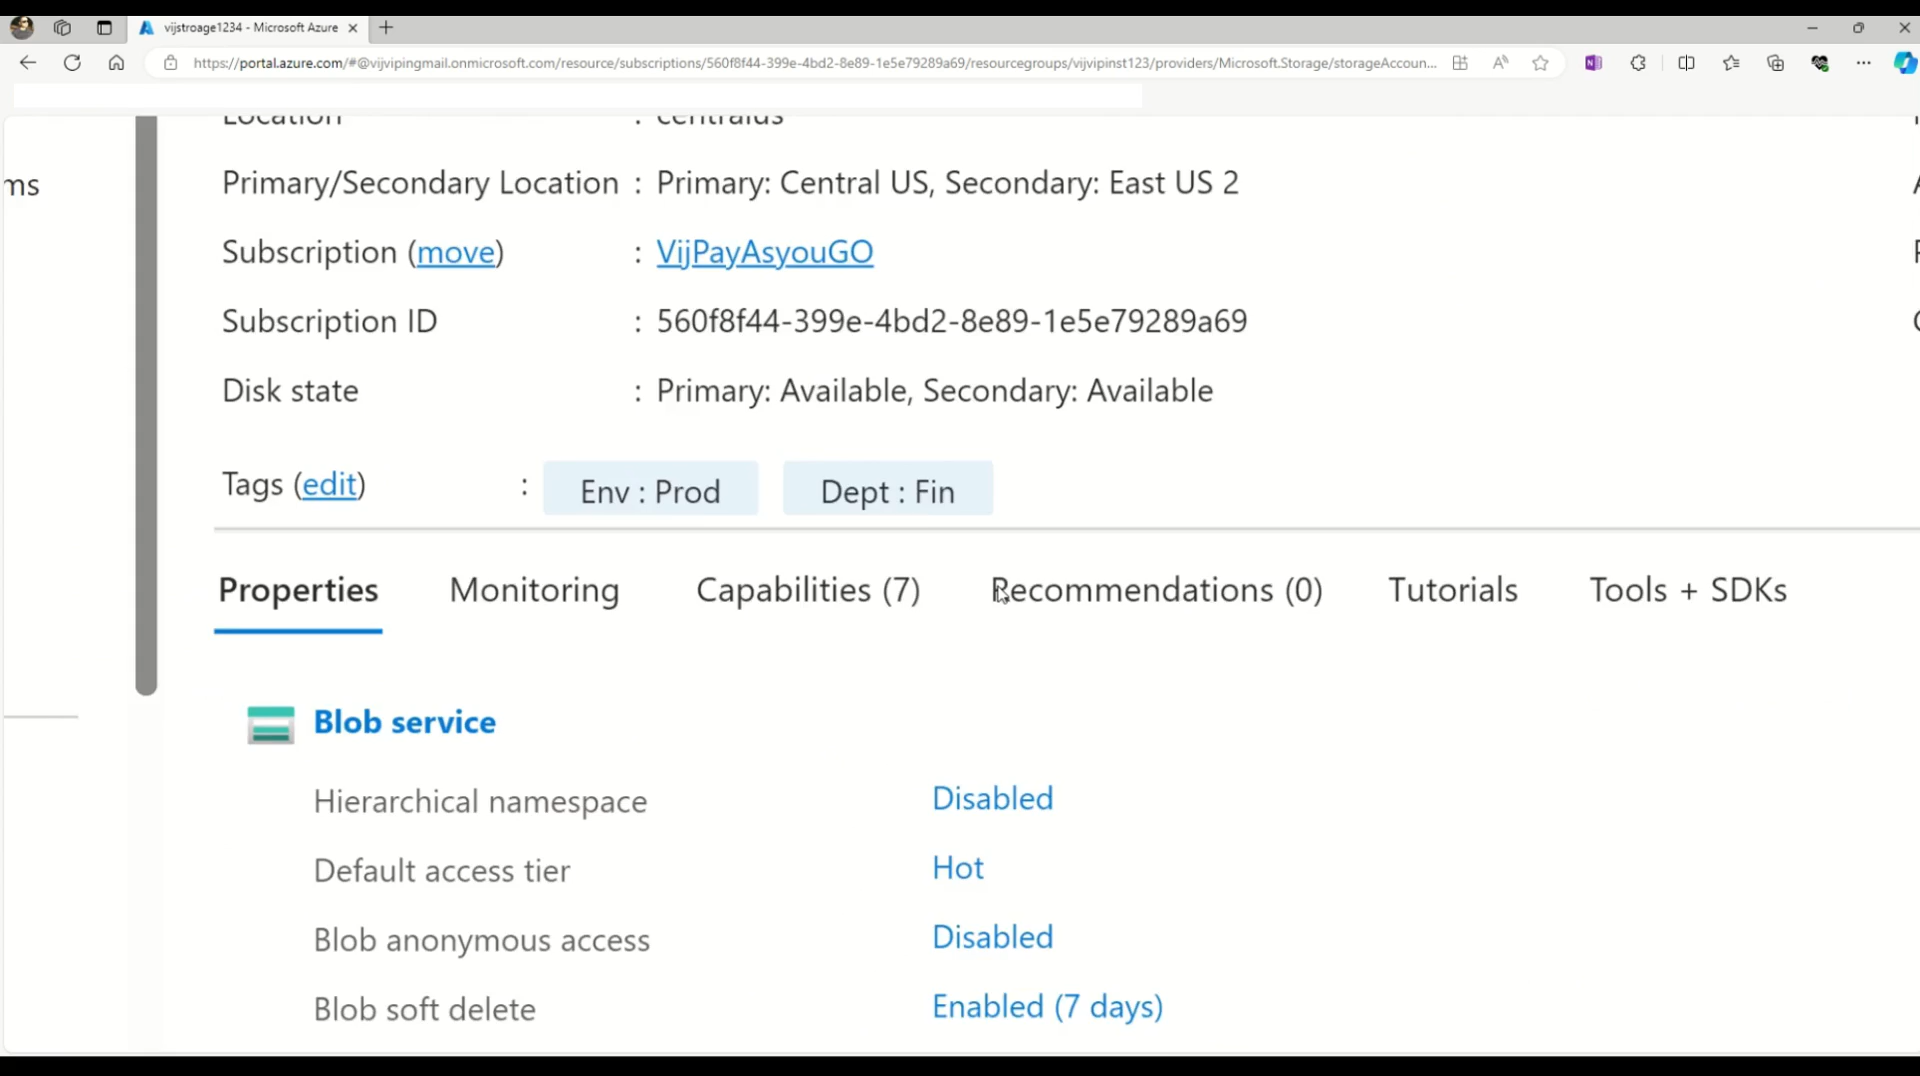 vijstroage1234 - Microsoft Azure
https://portal.azure.com/#@vijvipingmail.onmicrosoft.com/resource/subscriptions/560f8f44-399e-4bd2-8e89-1e5e79289a69/resourcegroups/vijvipinst123/providers/Microsoft.Storage/storageAccoun...
Location : centralus
ms
Primary/Secondary Location : Primary: Central US, Secondary: East US 2
Subscription (move) : VijPayAsyouGO
Subscription ID : 560f8f44-399e-4bd2-8e89-1e5e79289a69
Disk state : Primary: Available, Secondary: Available
Tags (edit) : Env : Prod Dept : Fin
Properties Monitoring Capabilities (7) Recommendations (0) Tutorials Tools + SDKs
Blob service
Hierarchical namespace Disabled
Default access tier Hot
Blob anonymous access Disabled
Blob soft delete Enabled (7 days)